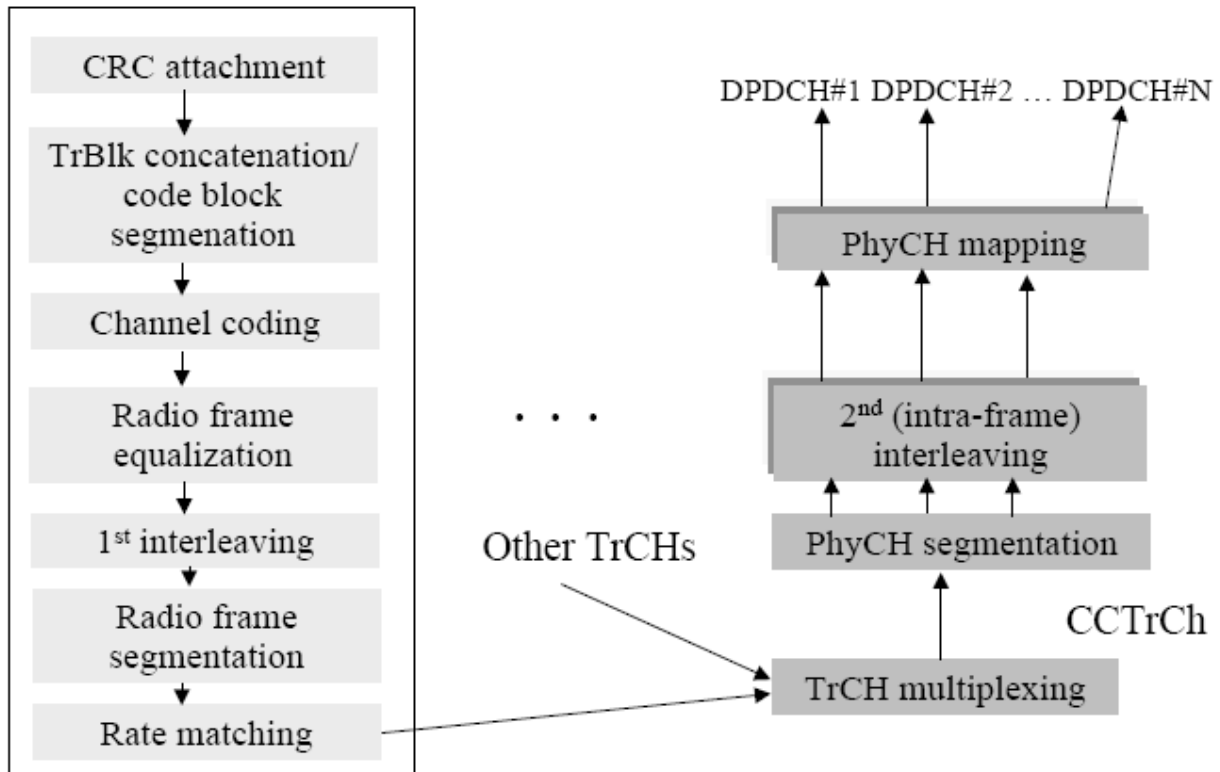 CRC attachment
TrBlk concatenation/
code block
segmenation
Channel coding
Radio frame
equalization
1st interleaving
Radio frame
segmentation
Rate matching
. . .
Other TrCHs
DPDCH#1 DPDCH#2 … DPDCH#N
PhyCH mapping
2nd (intra-frame)
interleaving
PhyCH segmentation
CCTrCh
TrCH multiplexing